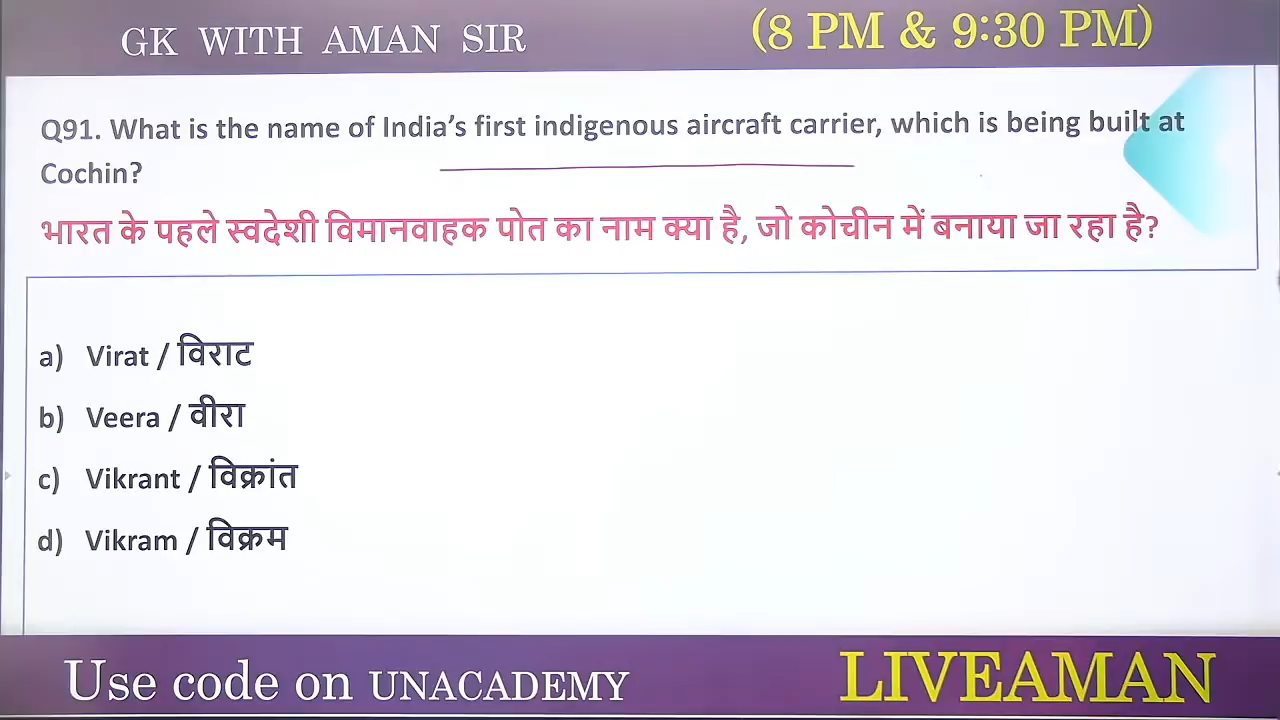 GK WITH AMAN SIR
(8 PM & 9:30 PM)
Q91. What is the name of India’s first indigenous aircraft carrier, which is being built at
Cochin?
भारत के पहले स्वदेशी विमानवाहक पोत का नाम क्या है, जो कोचीन में बनाया जा रहा है?
a) Virat / विराट
b) Veera / वीरा
c) Vikrant / विक्रांत
d) Vikram / विक्रम
Use code on UNACADEMY
LIVEAMAN